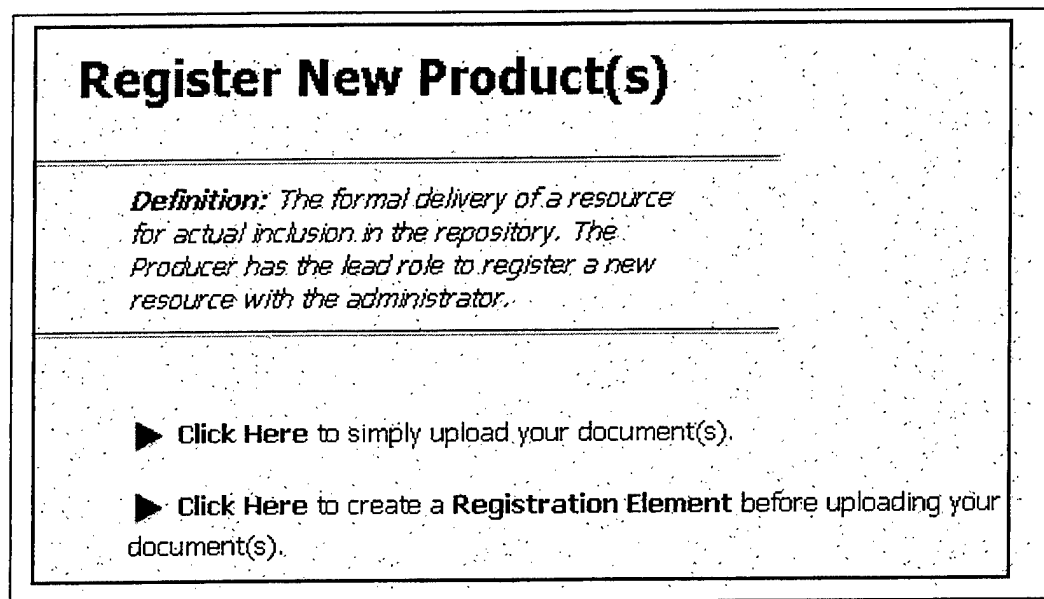 Register New Product(s)
Definition: The formal delivery of a resource
for actual inclusion in the repository. The
Producer has the lead role to register a new
resource with the administrator.
▶ Click Here to simply upload your document(s).
▶ Click Here to create a Registration Element before uploading your
document(s).